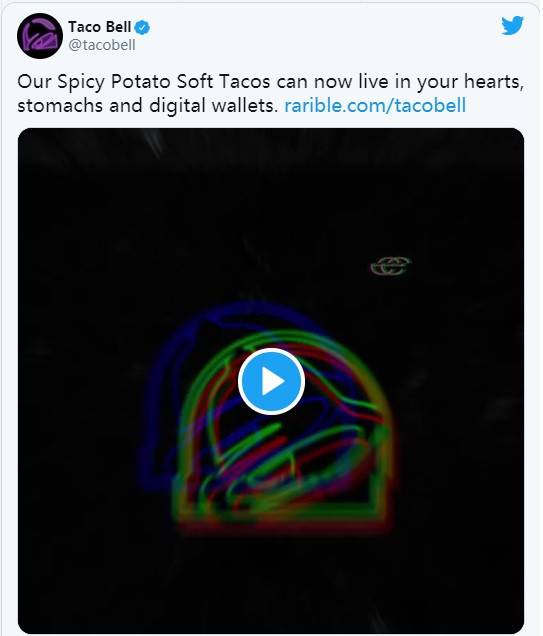 Taco Bell
@tacobell
Our Spicy Potato Soft Tacos can now live in your hearts,
stomachs and digital wallets. rarible.com/tacobell